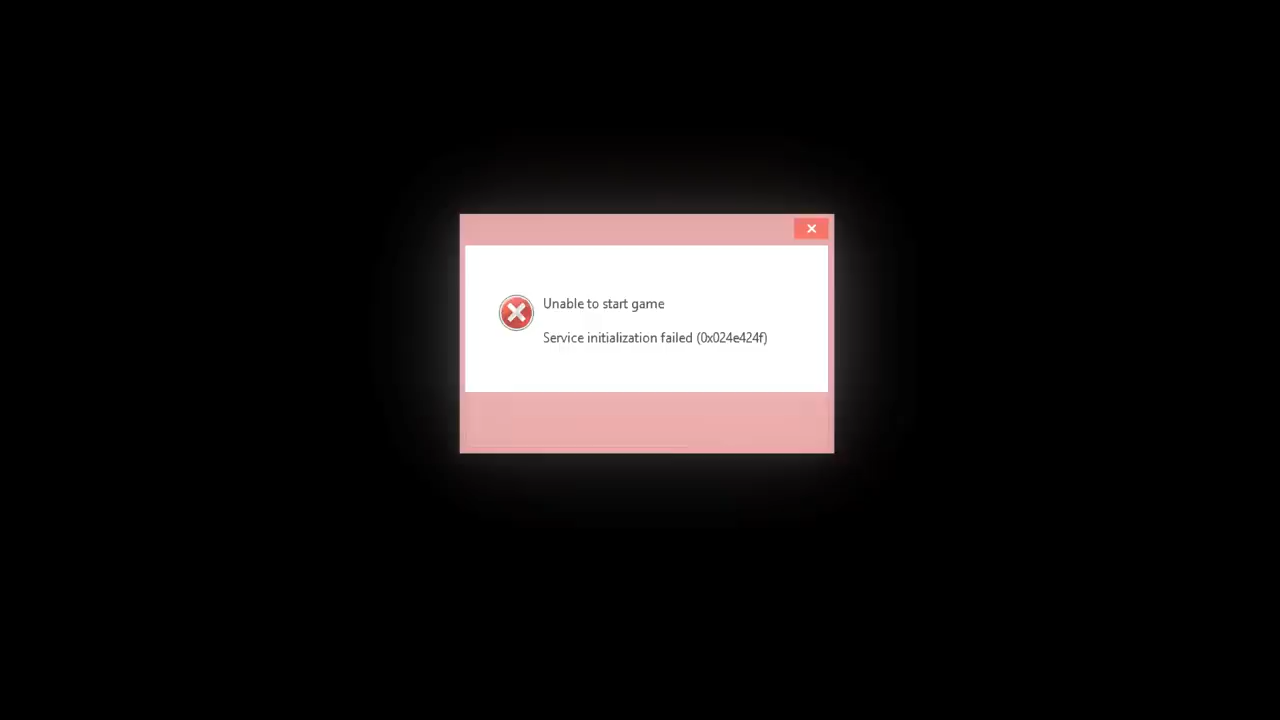 Unable to start game
Service initialization failed (0x024e424f)